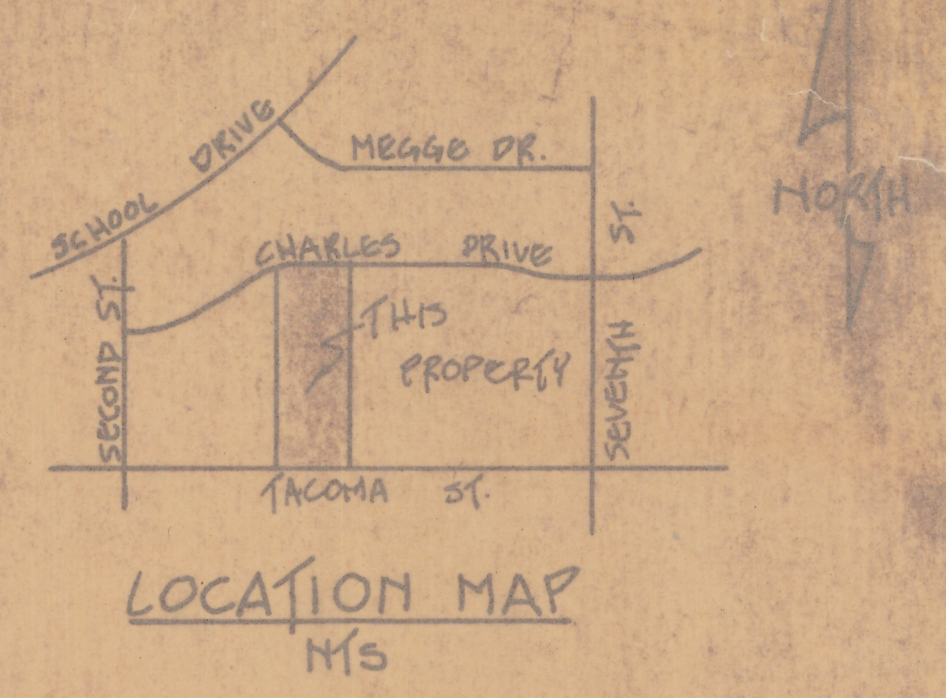 SCHOOL DRIVE
MEGGE DR.
NORTH
CHARLES DRIVE
SECOND ST.
THIS
PROPERTY
SEVENTH ST.
TACOMA ST.
LOCATION MAP
NTS